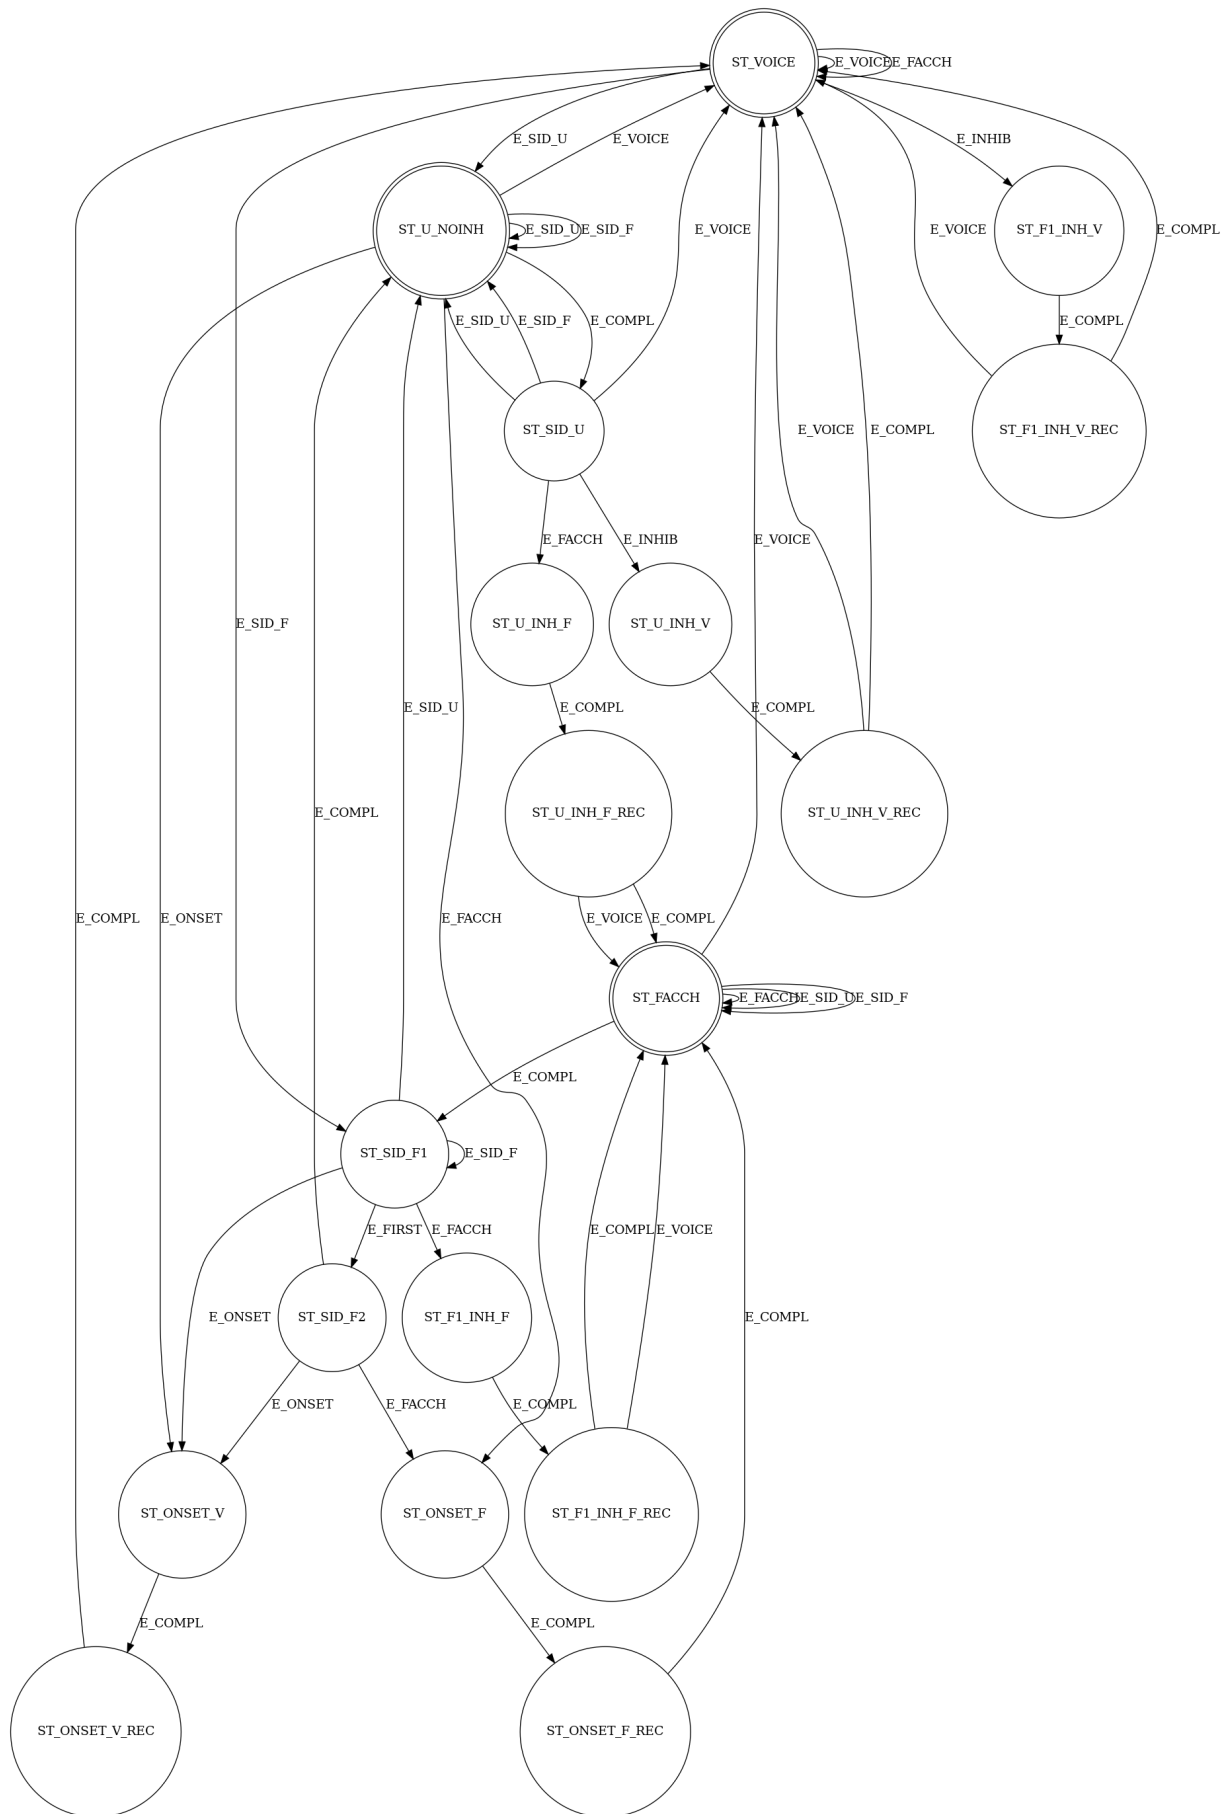 ST_VOICE
E_VOICE
E_FACCH
E_SID_U
E_VOICE
E_INHIB
ST_U_NOINH
E_SID_U
E_SID_F
E_VOICE
E_VOICE
ST_F1_INH_V
E_COMPL
E_SID_U
E_SID_F
E_COMPL
E_COMPL
ST_SID_U
E_VOICE
E_COMPL
ST_F1_INH_V_REC
E_FACCH
E_INHIB
E_VOICE
E_SID_F
ST_U_INH_F
ST_U_INH_V
E_SID_U
E_COMPL
E_COMPL
E_COMPL
ST_U_INH_F_REC
ST_U_INH_V_REC
E_COMPL
E_ONSET
E_FACCH
E_VOICE
E_COMPL
ST_FACCH
E_FACCH
E_SID_U
E_SID_F
E_COMPL
ST_SID_F1
E_SID_F
E_FIRST
E_FACCH
E_COMPL
E_VOICE
E_ONSET
ST_SID_F2
ST_F1_INH_F
E_COMPL
E_ONSET
E_FACCH
E_COMPL
ST_ONSET_V
ST_ONSET_F
ST_F1_INH_F_REC
E_COMPL
E_COMPL
ST_ONSET_V_REC
ST_ONSET_F_REC